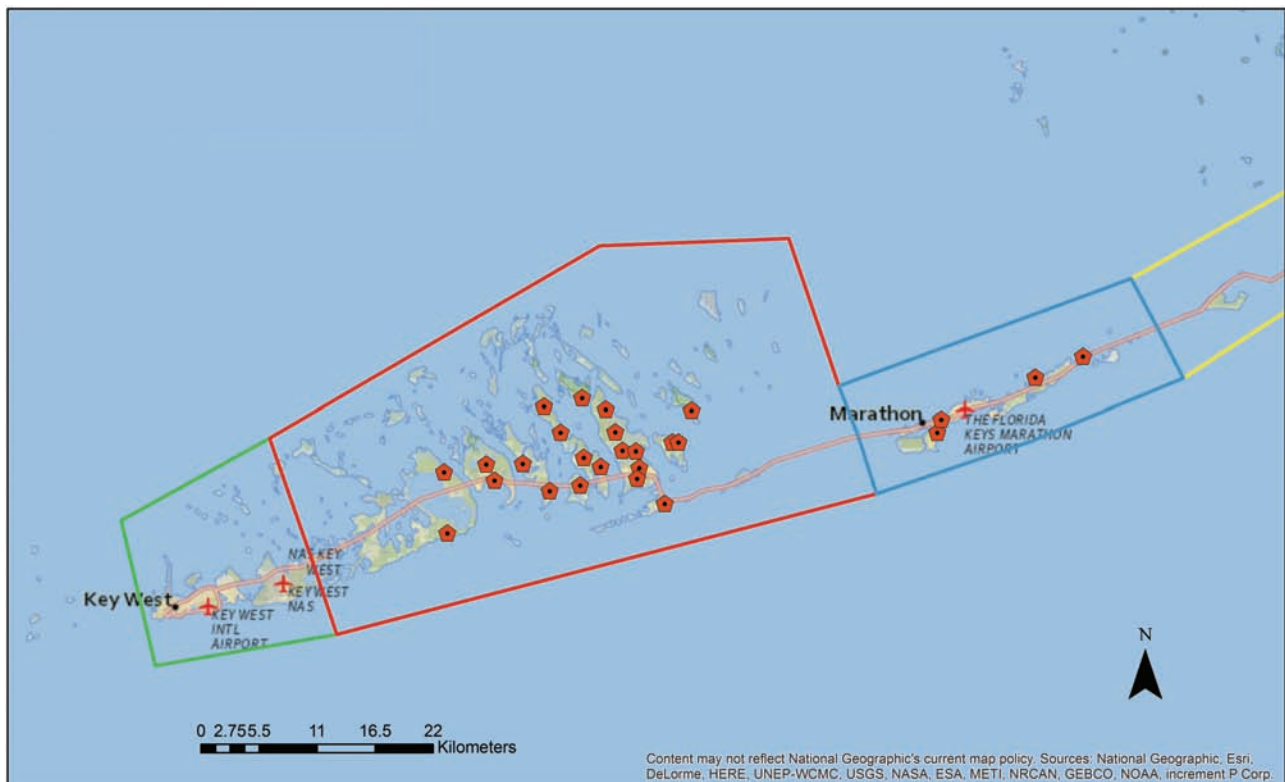 Marathon
THE FLORIDA
KEYS MARATHON
AIRPORT
NAS KEY
WEST
KEY WEST
NAS
Key West
KEY WEST
INTL
AIRPORT
N
0 2.75 5.5 11 16.5 22
Kilometers
Content may not reflect National Geographic's current map policy. Sources: National Geographic, Esri,
DeLorme, HERE, UNEP-WCMC, USGS, NASA, ESA, METI, NRCAN, GEBCO, NOAA, increment P Corp.